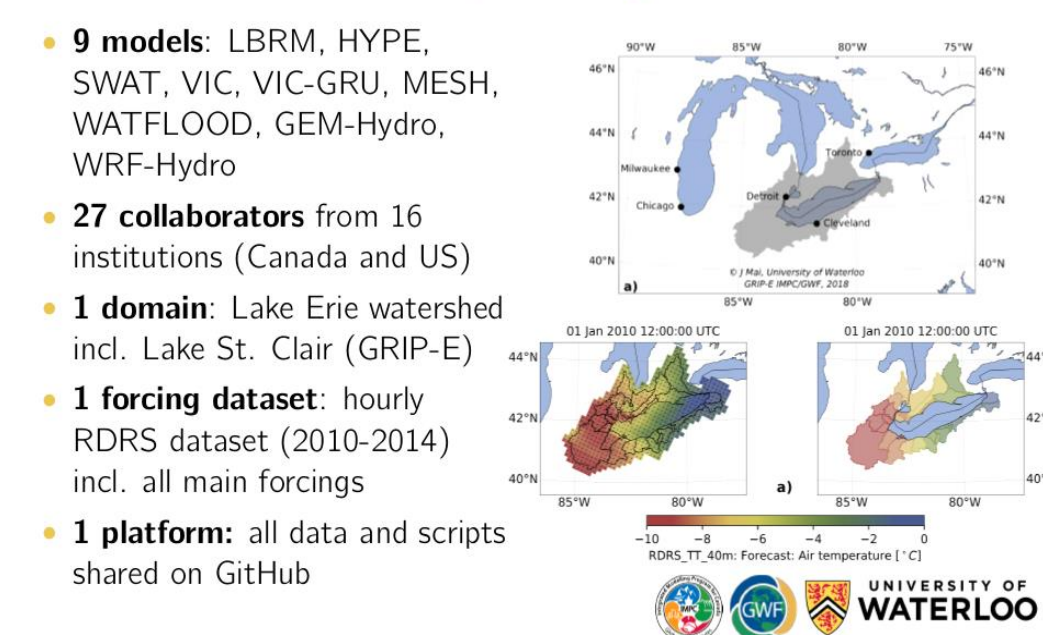 • 9 models: LBRM, HYPE,
SWAT, VIC, VIC-GRU, MESH,
WATFLOOD, GEM-Hydro,
WRF-Hydro
• 27 collaborators from 16
institutions (Canada and US)
• 1 domain: Lake Erie watershed
incl. Lake St. Clair (GRIP-E)
• 1 forcing dataset: hourly
RDRS dataset (2010-2014)
incl. all main forcings
• 1 platform: all data and scripts
shared on GitHub
90°W 85°W 80°W 75°W
46°N 46°N
44°N 44°N
Toronto
Milwaukee
42°N Detroit 42°N
Chicago
Cleveland
40°N 40°N
© J Mai, University of Waterloo
GRIP-E IMPC/GWF, 2018
a)
85°W 80°W
01 Jan 2010 12:00:00 UTC 01 Jan 2010 12:00:00 UTC
44°N 44°N
42°N 42°
40°N 40°
a)
85°W 80°W 85°W 80°W
−10 −8 −6 −4 −2 0
RDRS_TT_40m: Forecast: Air temperature [°C]
IMPC
GWF
UNIVERSITY OF
WATERLOO